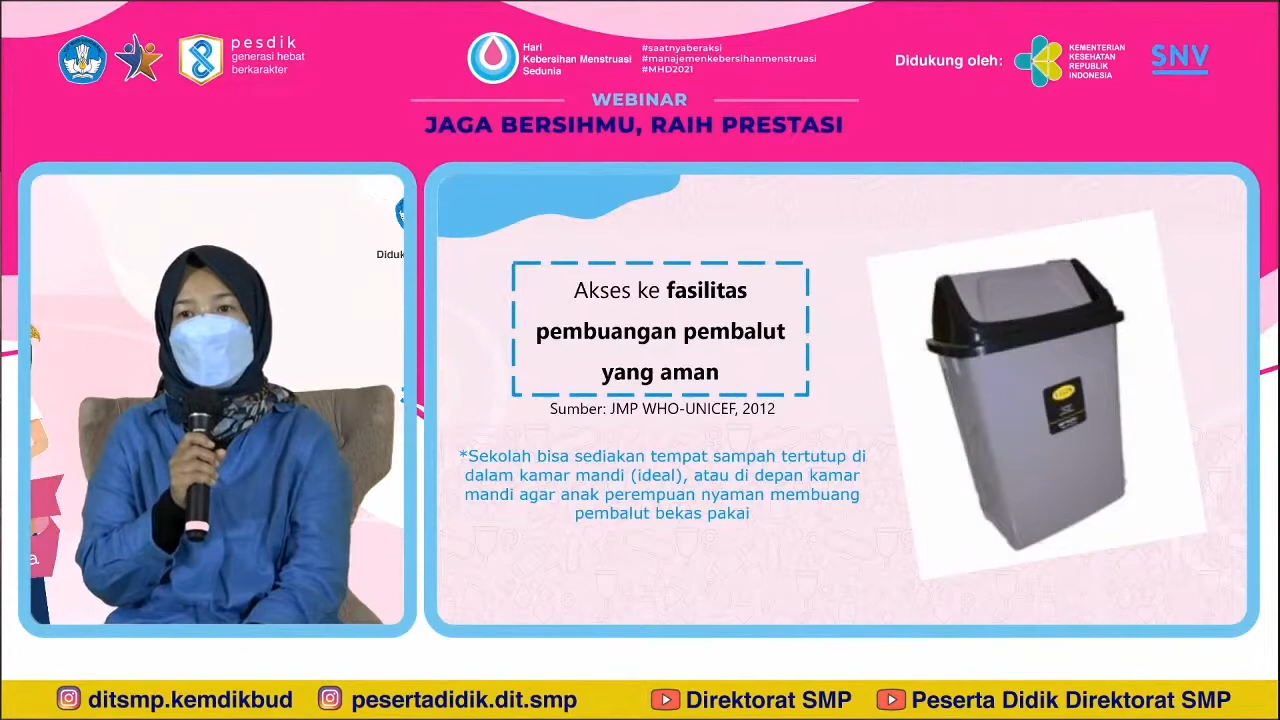 pesdik
generasi hebat
berkarakter
Hari
Kebersihan Menstruasi
Sedunia
#saatnyaberaksi
#manajemenkebersihanmenstruasi
#MHD2021
Didukung oleh:
KEMENTERIAN
KESEHATAN
REPUBLIK
INDONESIA
SNV
WEBINAR
JAGA BERSIHMU, RAIH PRESTASI
Diduk
a
Akses ke fasilitas
pembuangan pembalut
yang aman
Sumber: JMP WHO-UNICEF, 2012
*Sekolah bisa sediakan tempat sampah tertutup di
dalam kamar mandi (ideal), atau di depan kamar
mandi agar anak perempuan nyaman membuang
pembalut bekas pakai
ditsmp.kemdikbud
pesertadidik.dit.smp
Direktorat SMP
Peserta Didik Direktorat SMP